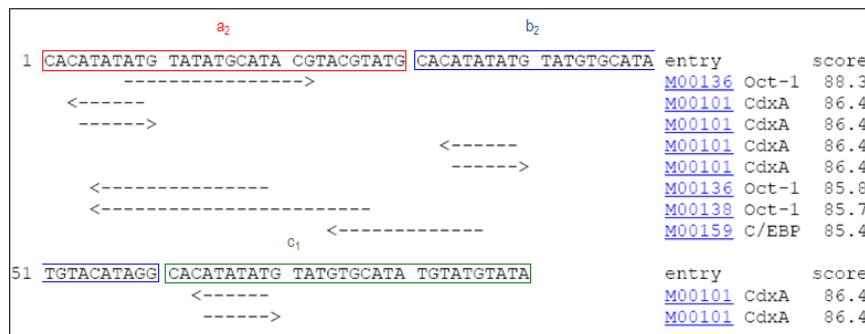 a2 b2
1 CACATATATG TATATGCATA CGTACGTATG CACATATATG TATGTGCATA entry score
-------------------> M00136 Oct-1 88.3
<------ M00101 CdxA 86.4
------> M00101 CdxA 86.4
<------ M00101 CdxA 86.4
------> M00101 CdxA 86.4
<-------------- M00136 Oct-1 85.8
<---------------------- M00138 Oct-1 85.7
<------------ M00159 C/EBP 85.4
c1
51 TGTACATAGG CACATATATG TATGTGCATA TGTATGTATA entry score
<------ M00101 CdxA 86.4
------> M00101 CdxA 86.4